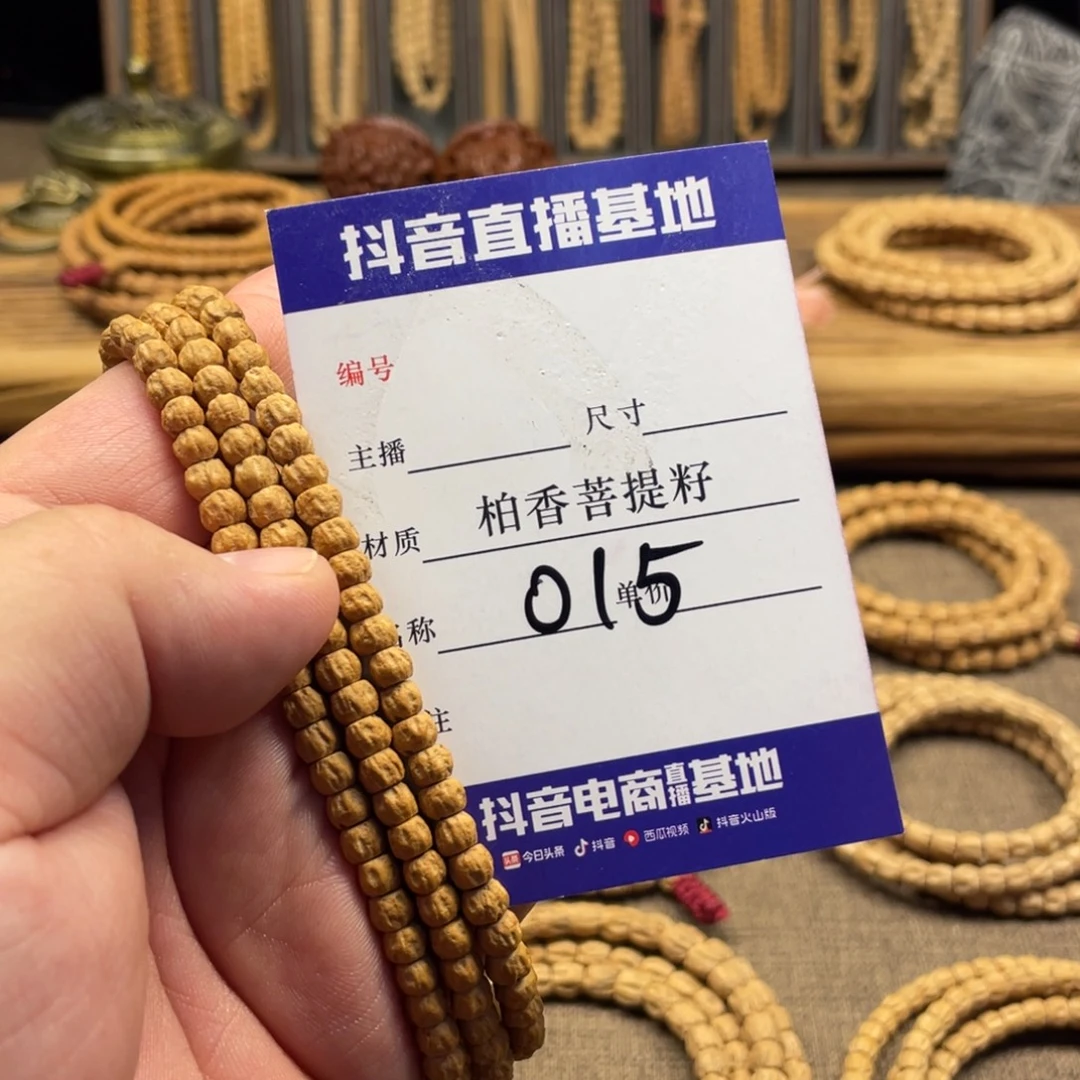 抖音直播基地
编号
主播 尺寸
材质 柏香菩提籽
称 015 单价
注
抖音电商直播基地
今日头条 抖音 西瓜视频 抖音火山版